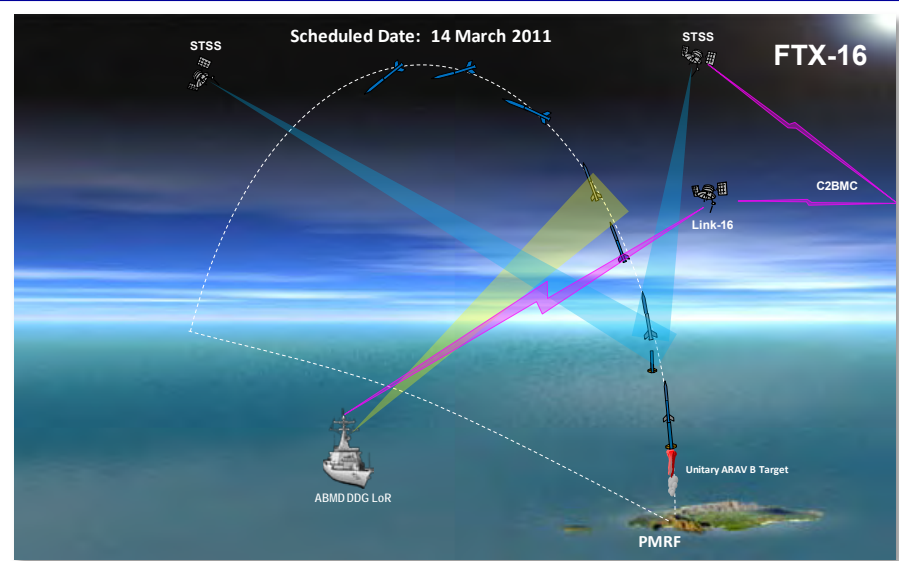 Scheduled Date: 14 March 2011
STSS
STSS
FTX-16
C2BMC
Link-16
Unitary ARAV B Target
ABMD DDG LoR
PMRF